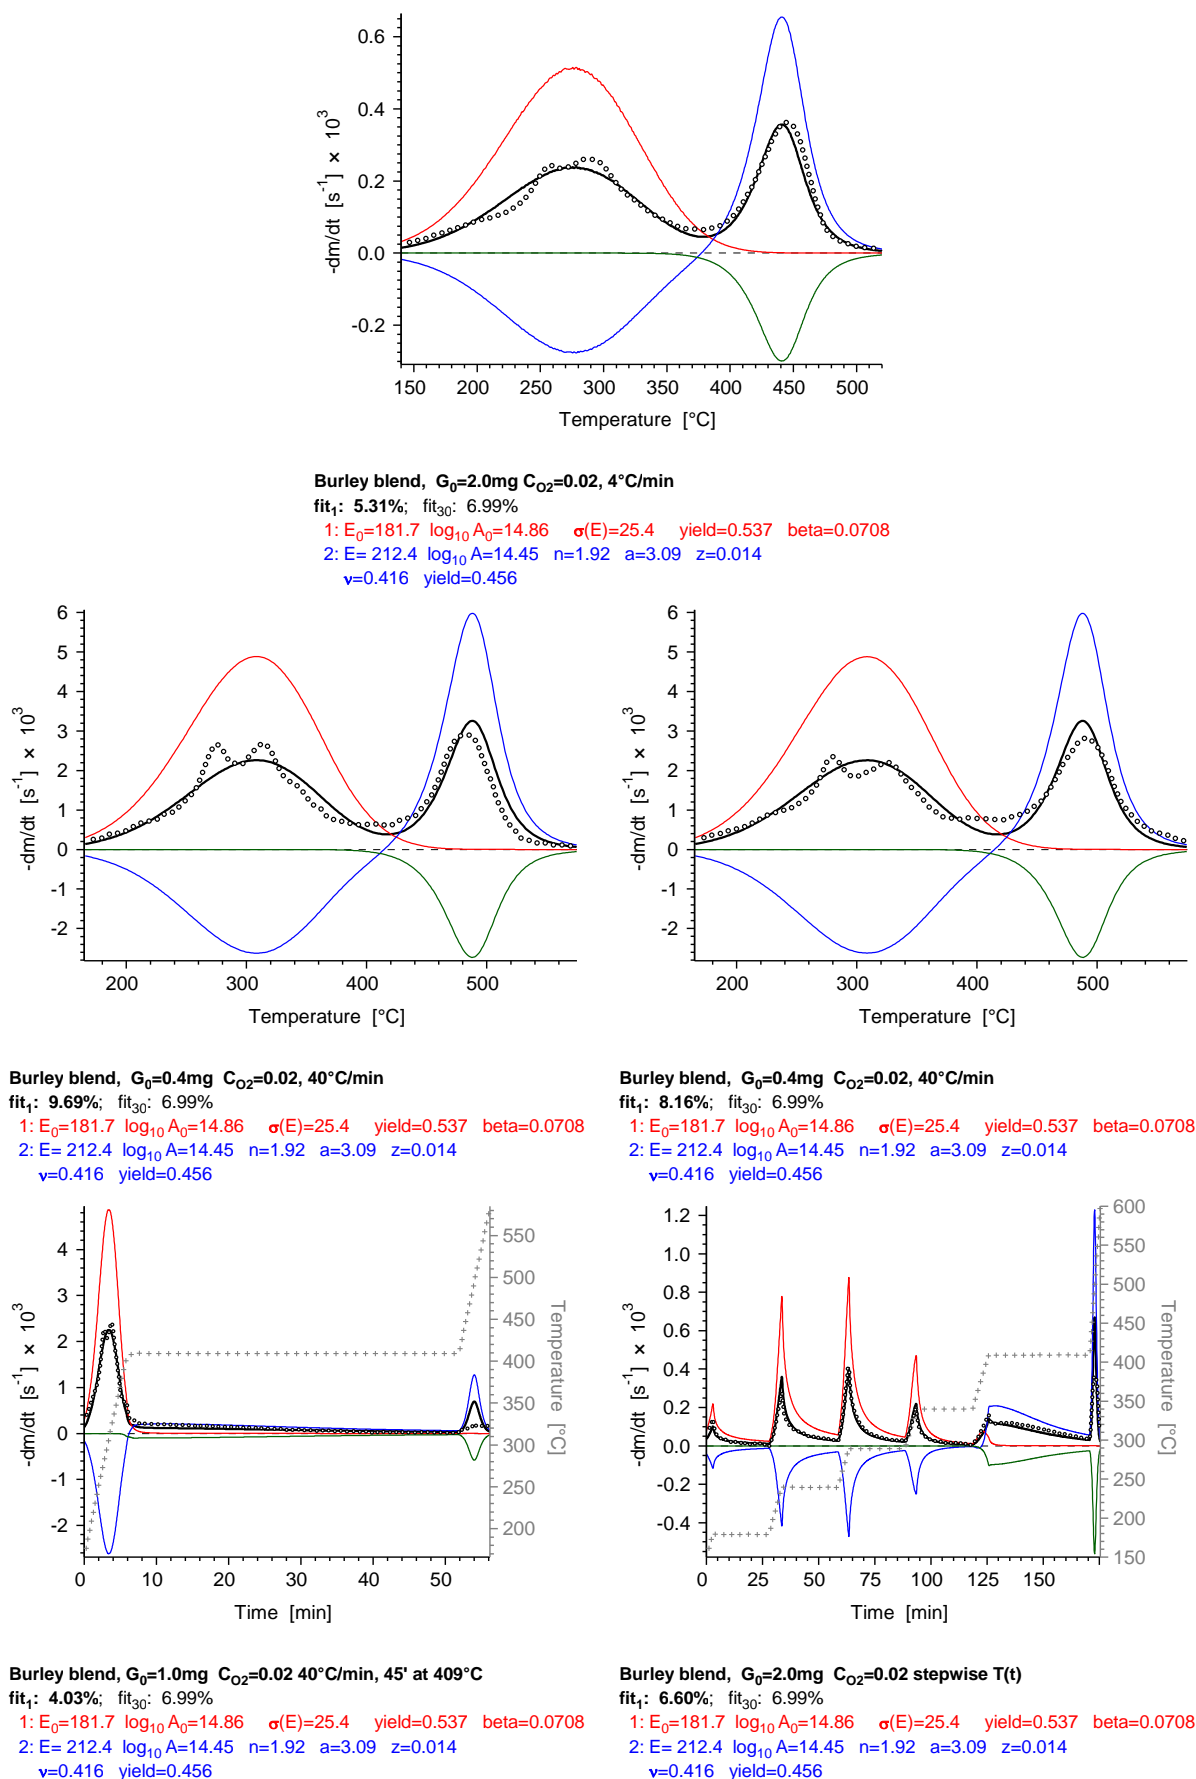 0.6
0.4
0.2
0.0
-0.2
-dm/dt [s⁻¹] × 10³
150 200 250 300 350 400 450 500
Temperature [°C]
Burley blend, G₀=2.0mg C_O2=0.02, 4°C/min
fit₁: 5.31%; fit₃₀: 6.99%
1: E₀=181.7 log₁₀ A₀=14.86 σ(E)=25.4 yield=0.537 beta=0.0708
2: E= 212.4 log₁₀ A=14.45 n=1.92 a=3.09 z=0.014
ν=0.416 yield=0.456
6
5
4
3
2
1
0
-1
-2
-dm/dt [s⁻¹] × 10³
200 300 400 500
Temperature [°C]
Burley blend, G₀=0.4mg C_O2=0.02, 40°C/min
fit₁: 9.69%; fit₃₀: 6.99%
1: E₀=181.7 log₁₀ A₀=14.86 σ(E)=25.4 yield=0.537 beta=0.0708
2: E= 212.4 log₁₀ A=14.45 n=1.92 a=3.09 z=0.014
ν=0.416 yield=0.456
6
5
4
3
2
1
0
-1
-2
-dm/dt [s⁻¹] × 10³
200 300 400 500
Temperature [°C]
Burley blend, G₀=0.4mg C_O2=0.02, 40°C/min
fit₁: 8.16%; fit₃₀: 6.99%
1: E₀=181.7 log₁₀ A₀=14.86 σ(E)=25.4 yield=0.537 beta=0.0708
2: E= 212.4 log₁₀ A=14.45 n=1.92 a=3.09 z=0.014
ν=0.416 yield=0.456
4
3
2
1
0
-1
-2
-dm/dt [s⁻¹] × 10³
550
500
450
400
350
300
250
200
Temperature [°C]
0 10 20 30 40 50
Time [min]
Burley blend, G₀=1.0mg C_O2=0.02 40°C/min, 45' at 409°C
fit₁: 4.03%; fit₃₀: 6.99%
1: E₀=181.7 log₁₀ A₀=14.86 σ(E)=25.4 yield=0.537 beta=0.0708
2: E= 212.4 log₁₀ A=14.45 n=1.92 a=3.09 z=0.014
ν=0.416 yield=0.456
1.2
1.0
0.8
0.6
0.4
0.2
0.0
-0.2
-0.4
-dm/dt [s⁻¹] × 10³
600
550
500
450
400
350
300
250
200
150
Temperature [°C]
0 25 50 75 100 125 150
Time [min]
Burley blend, G₀=2.0mg C_O2=0.02 stepwise T(t)
fit₁: 6.60%; fit₃₀: 6.99%
1: E₀=181.7 log₁₀ A₀=14.86 σ(E)=25.4 yield=0.537 beta=0.0708
2: E= 212.4 log₁₀ A=14.45 n=1.92 a=3.09 z=0.014
ν=0.416 yield=0.456